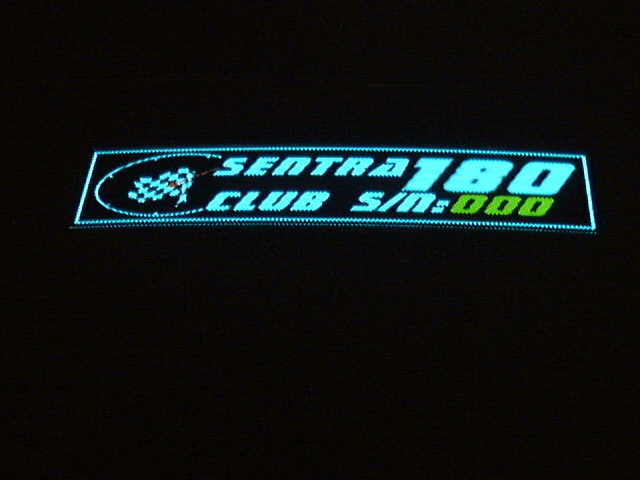 SENTRA 180
CLUB S/N: 000